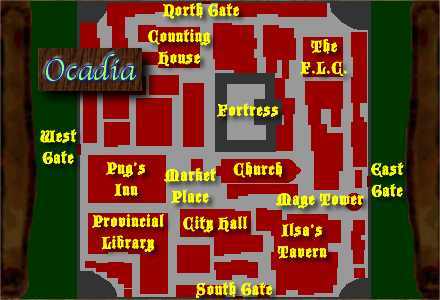 North Gate
Counting
House
The
F.L.C.
Ocadia
Fortress
West
Gate
Pug's
Inn
Market
Place
Church
East
Gate
Mage Tower
Provincial
Library
City Hall
Ilsa's
Tavern
South Gate